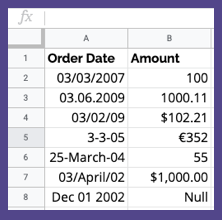 fx
A B
1 Order Date Amount
2 03/03/2007 100
3 03.06.2009 1000.11
4 03/02/09 $102.21
5 3-3-05 €352
6 25-March-04 55
7 03/April/02 $1,000.00
8 Dec 01 2002 Null